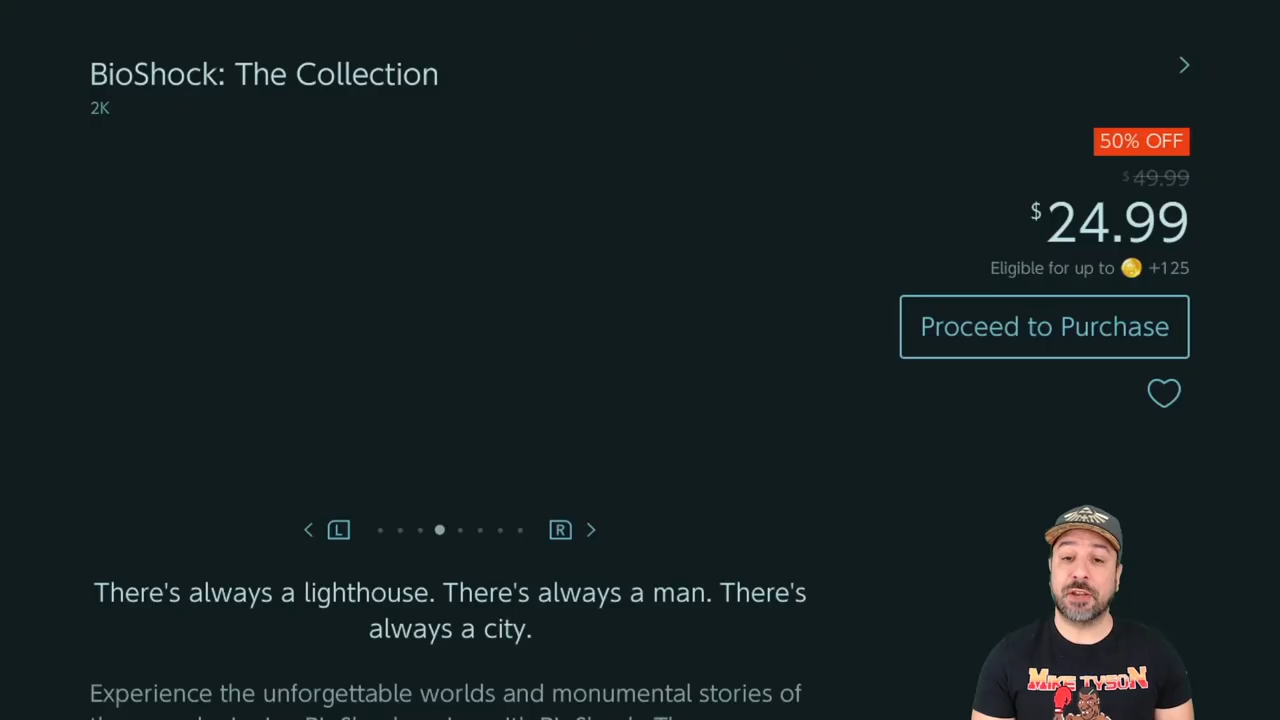 BioShock: The Collection
2K
50% OFF
$49.99
$24.99
Eligible for up to +125
Proceed to Purchase
L
R
There's always a lighthouse. There's always a man. There's
always a city.
Experience the unforgettable worlds and monumental stories of
MIKE TYSON